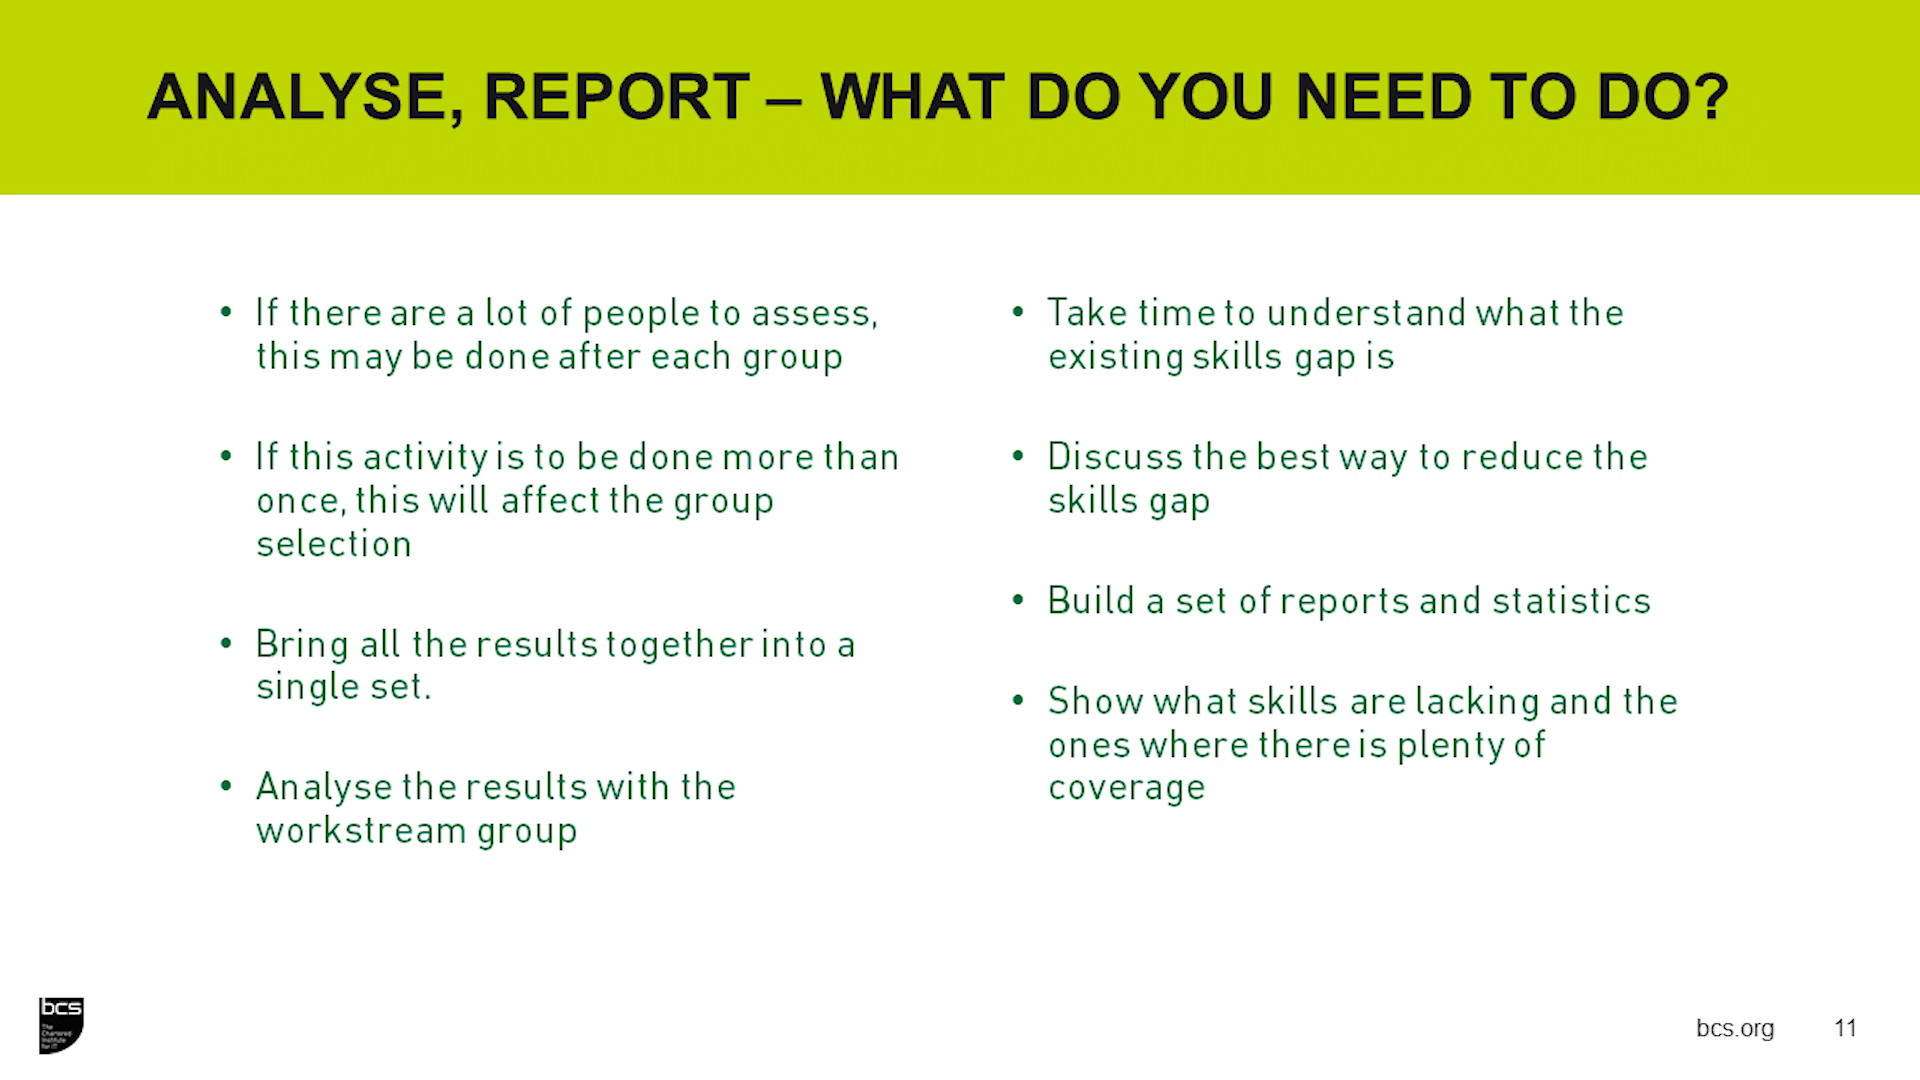 ANALYSE, REPORT – WHAT DO YOU NEED TO DO?
• If there are a lot of people to assess,
this may be done after each group
• If this activity is to be done more than
once, this will affect the group
selection
• Bring all the results together into a
single set.
• Analyse the results with the
workstream group
• Take time to understand what the
existing skills gap is
• Discuss the best way to reduce the
skills gap
• Build a set of reports and statistics
• Show what skills are lacking and the
ones where there is plenty of
coverage
bcs
The
Chartered
Institute
for IT
bcs.org
11